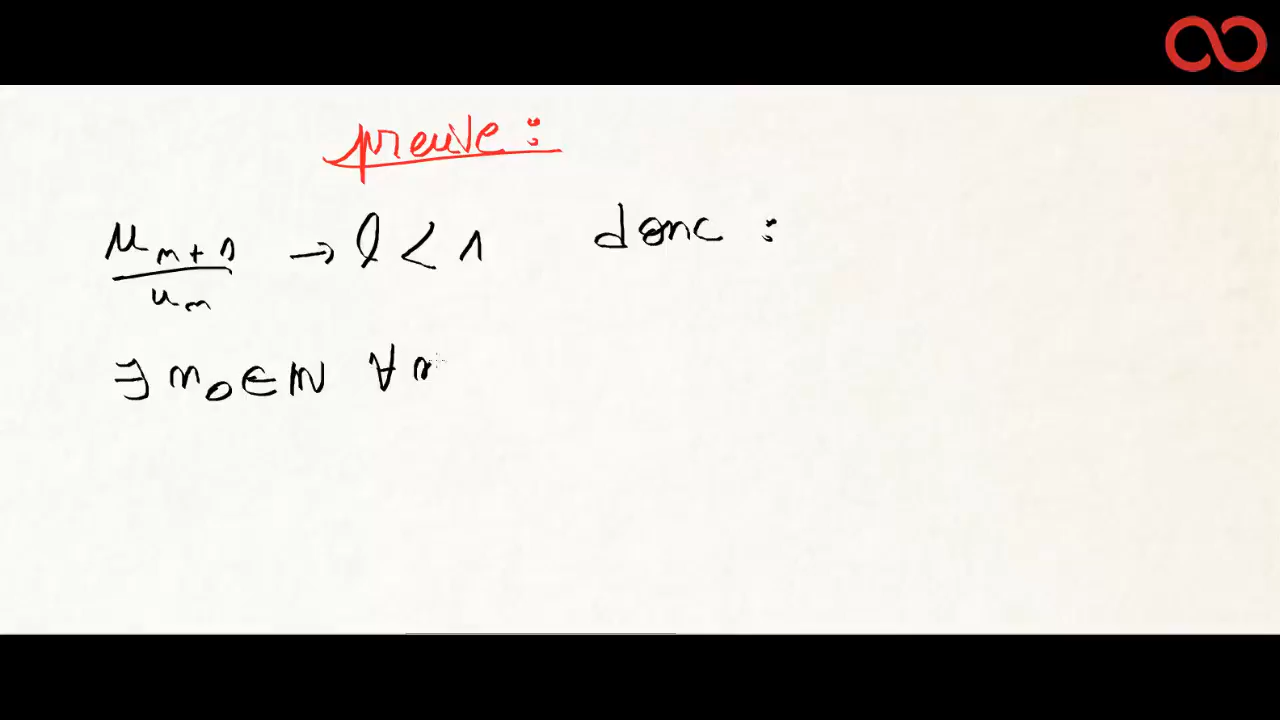 preuve :
u_{n+1}/u_n → l < 1 donc :
∃ n₀ ∈ ℕ ∀ n